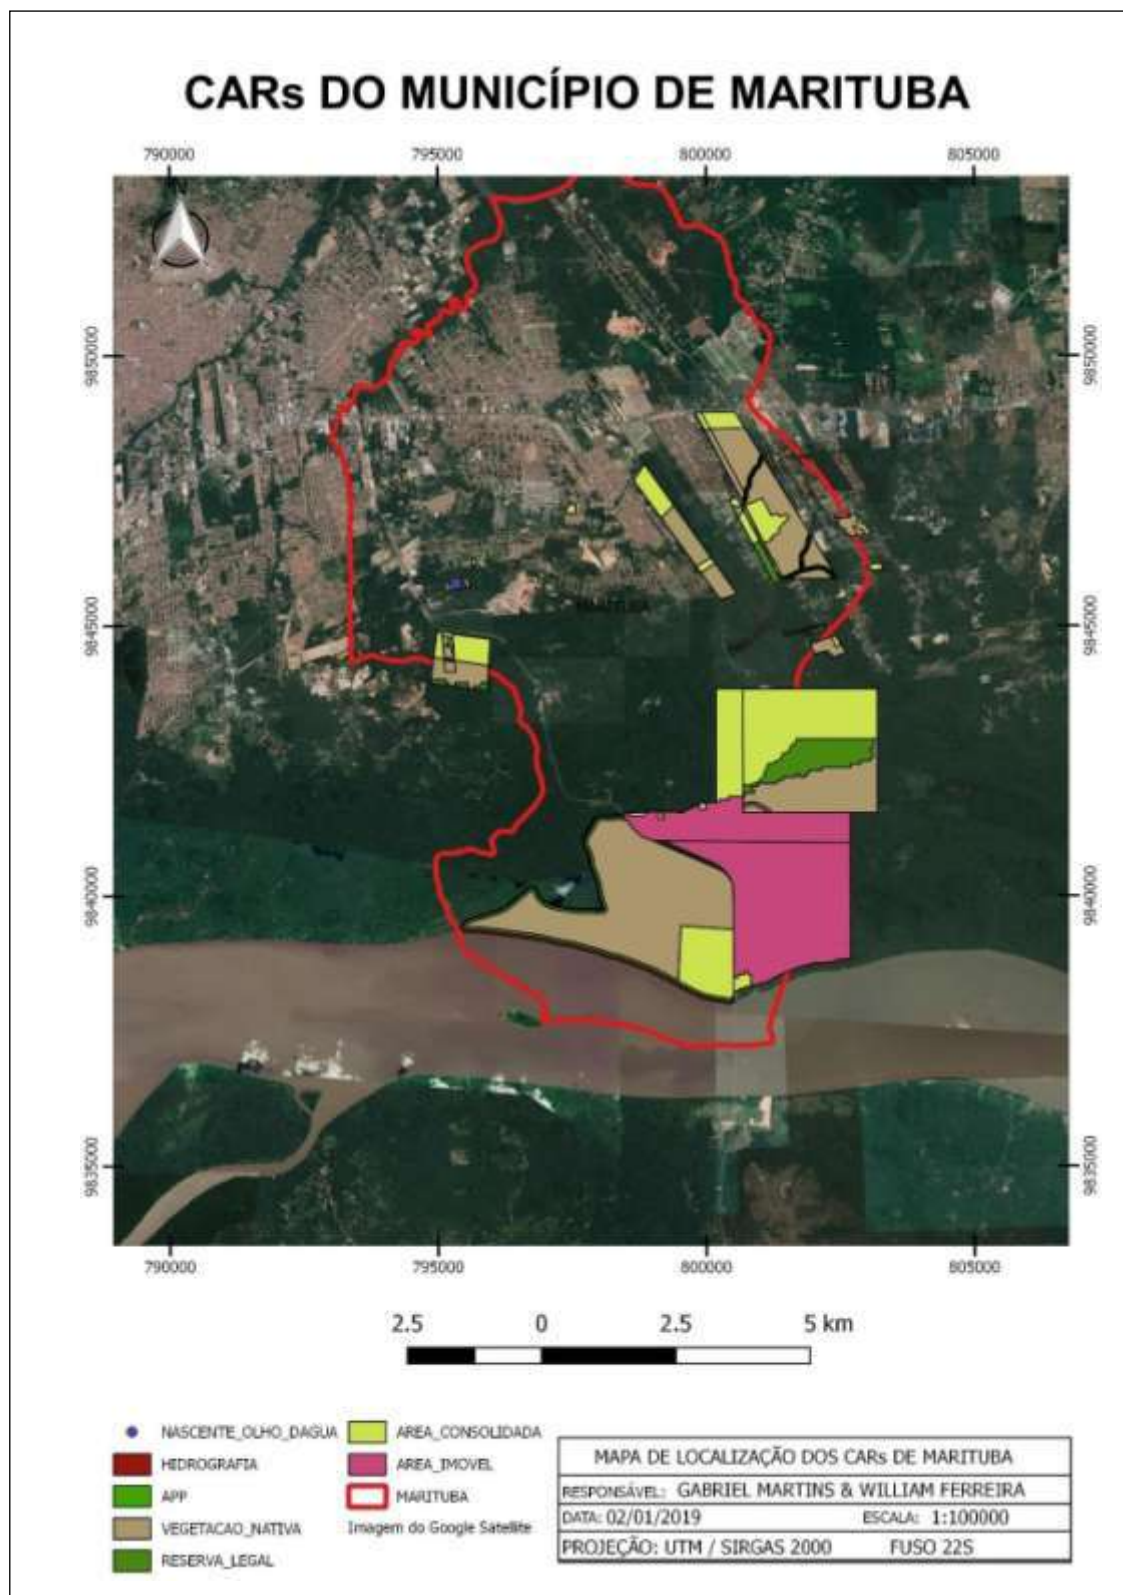 CARs DO MUNICÍPIO DE MARITUBA
790000 795000 800000 805000
N
9850000 9850000
9845000 9845000
MARITUBA
9840000 9840000
9835000 9835000
790000 795000 800000 805000
2.5 0 2.5 5 km
NASCENTE_OLHO_DAGUA
HIDROGRAFIA
APP
VEGETACAO_NATIVA
RESERVA_LEGAL
AREA_CONSOLIDADA
AREA_IMOVEL
MARITUBA
Imagem do Google Satellite
MAPA DE LOCALIZAÇÃO DOS CARs DE MARITUBA
RESPONSÁVEL: GABRIEL MARTINS & WILLIAM FERREIRA
DATA: 02/01/2019 ESCALA: 1:100000
PROJEÇÃO: UTM / SIRGAS 2000 FUSO 22S